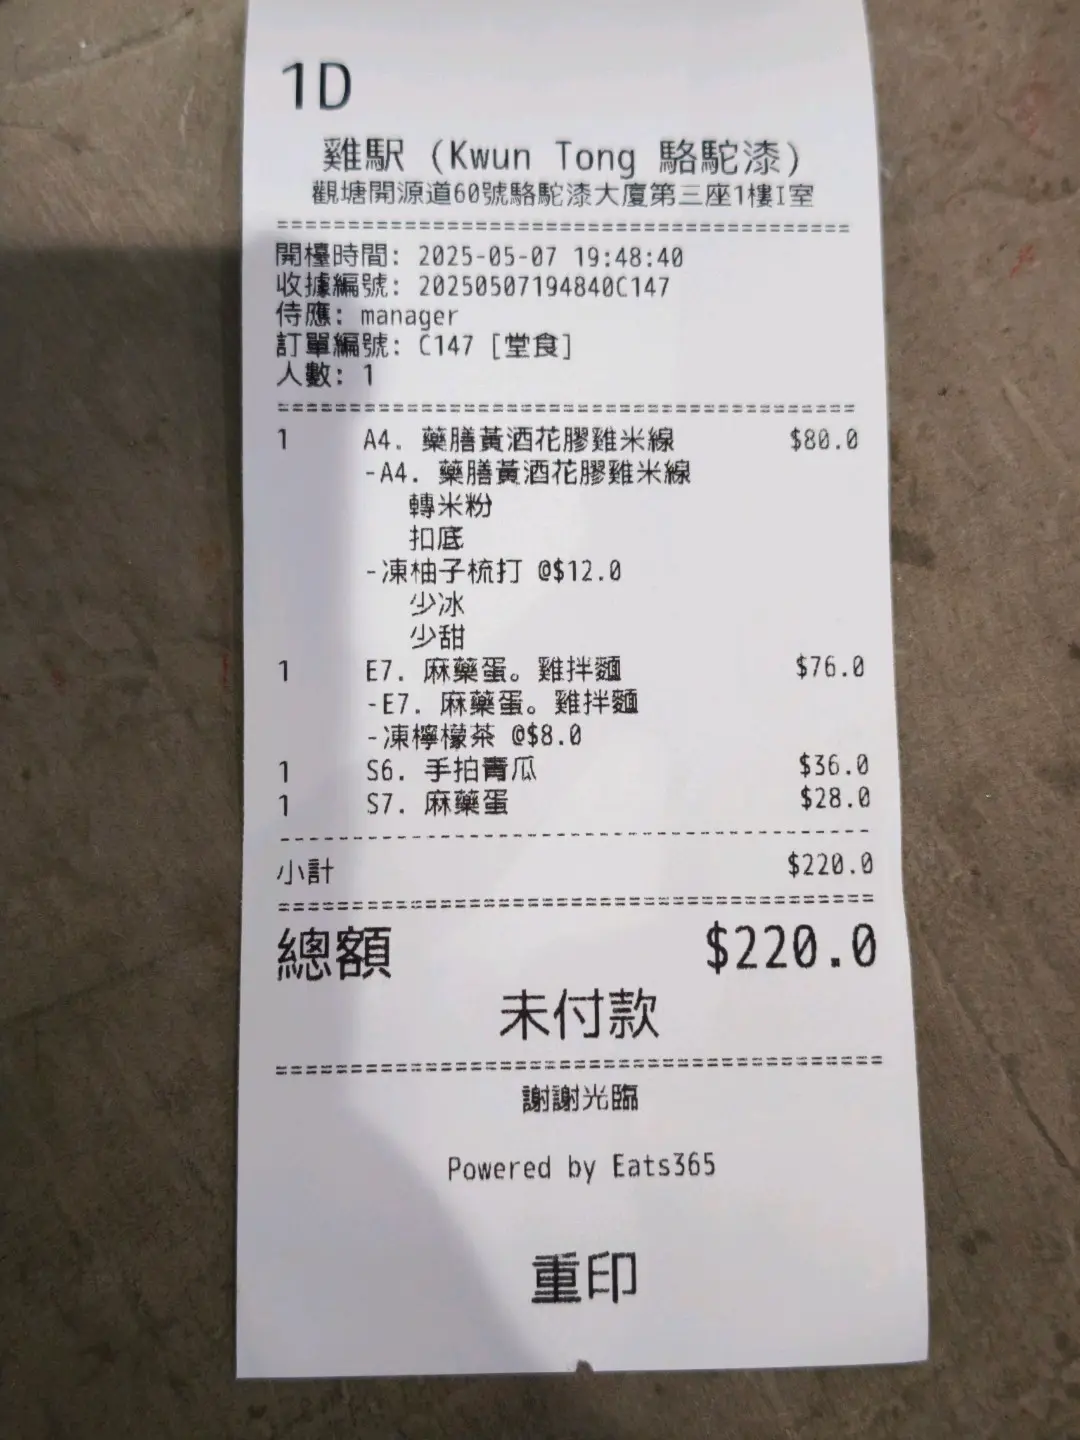 1D
雞駅 (Kwun Tong 駱駝漆)
觀塘開源道60號駱駝漆大廈第三座1樓I室
開檯時間: 2025-05-07 19:48:40
收據編號: 20250507194840C147
侍應: manager
訂單編號: C147 [堂食]
人數: 1
1 A4. 藥膳黃酒花膠雞米線 $80.0
-A4. 藥膳黃酒花膠雞米線
轉米粉
扣底
-凍柚子梳打 @$12.0
少冰
少甜
1 E7. 麻藥蛋。雞拌麵 $76.0
-E7. 麻藥蛋。雞拌麵
-凍檸檬茶 @$8.0
1 S6. 手拍青瓜 $36.0
1 S7. 麻藥蛋 $28.0
小計 $220.0
總額 $220.0
未付款
謝謝光臨
Powered by Eats365
重印